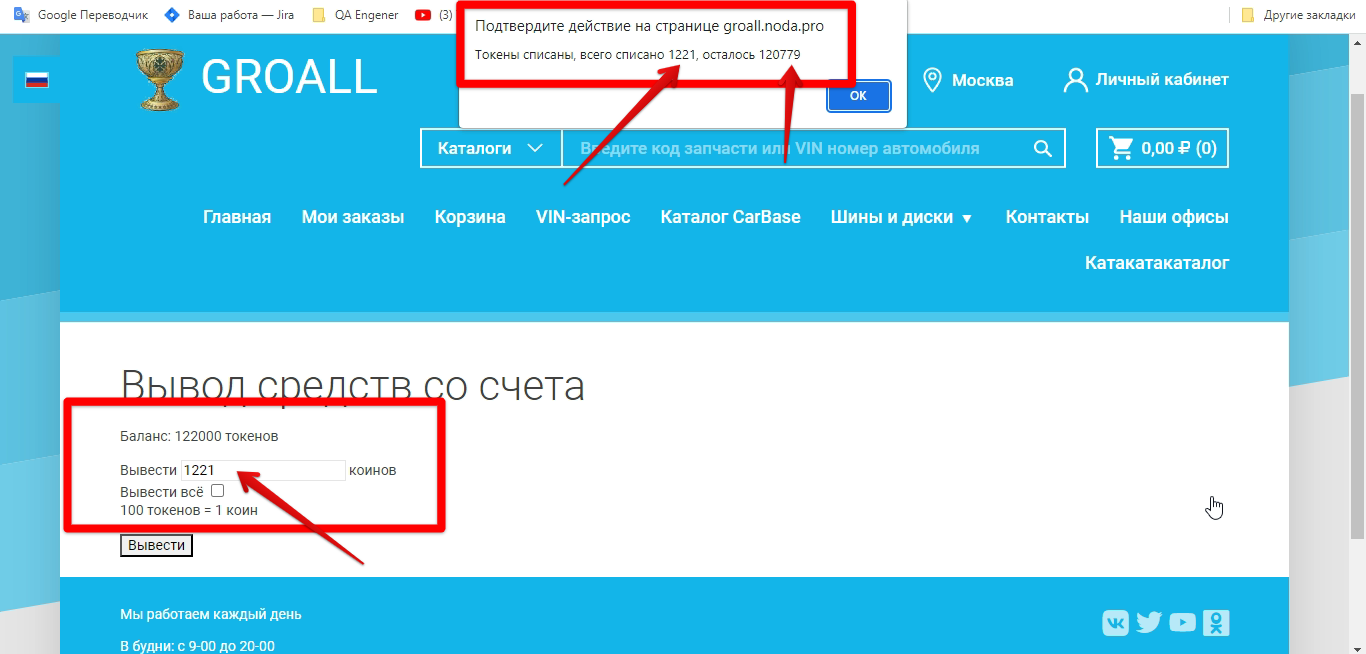 Google Переводчик
Ваша работа — Jira
QA Engener
(3)
Другие закладки
Подтвердите действие на странице groall.noda.pro
Токены списаны, всего списано 1221, осталось 120779
ОК
GROALL
Москва
Личный кабинет
Каталоги
Введите код запчасти или VIN номер автомобиля
0,00 ₽ (0)
Главная
Мои заказы
Корзина
VIN-запрос
Каталог CarBase
Шины и диски ▼
Контакты
Наши офисы
Катакатакаталог
Вывод средств со счета
Баланс: 122000 токенов
Вывести 1221 коинов
Вывести всё
100 токенов = 1 коин
Вывести
Мы работаем каждый день
В будни: с 9-00 до 20-00